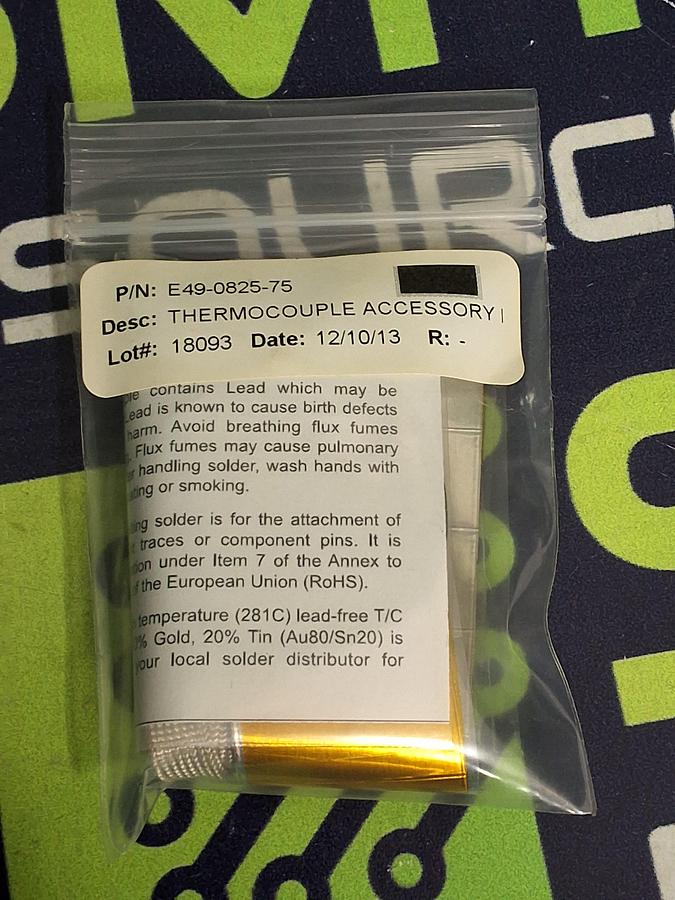 SOURC
P/N: E49-0825-75
Desc: THERMOCOUPLE ACCESSORY
Lot#: 18093 Date: 12/10/13 R: -
contains Lead which may be
Lead is known to cause birth defects
harm. Avoid breathing flux fumes
Flux fumes may cause pulmonary
handling solder, wash hands with
or smoking.
solder is for the attachment of
traces or component pins. It is
under Item 7 of the Annex to
the European Union (RoHS).
temperature (281C) lead-free T/C
% Gold, 20% Tin (Au80/Sn20) is
your local solder distributor for